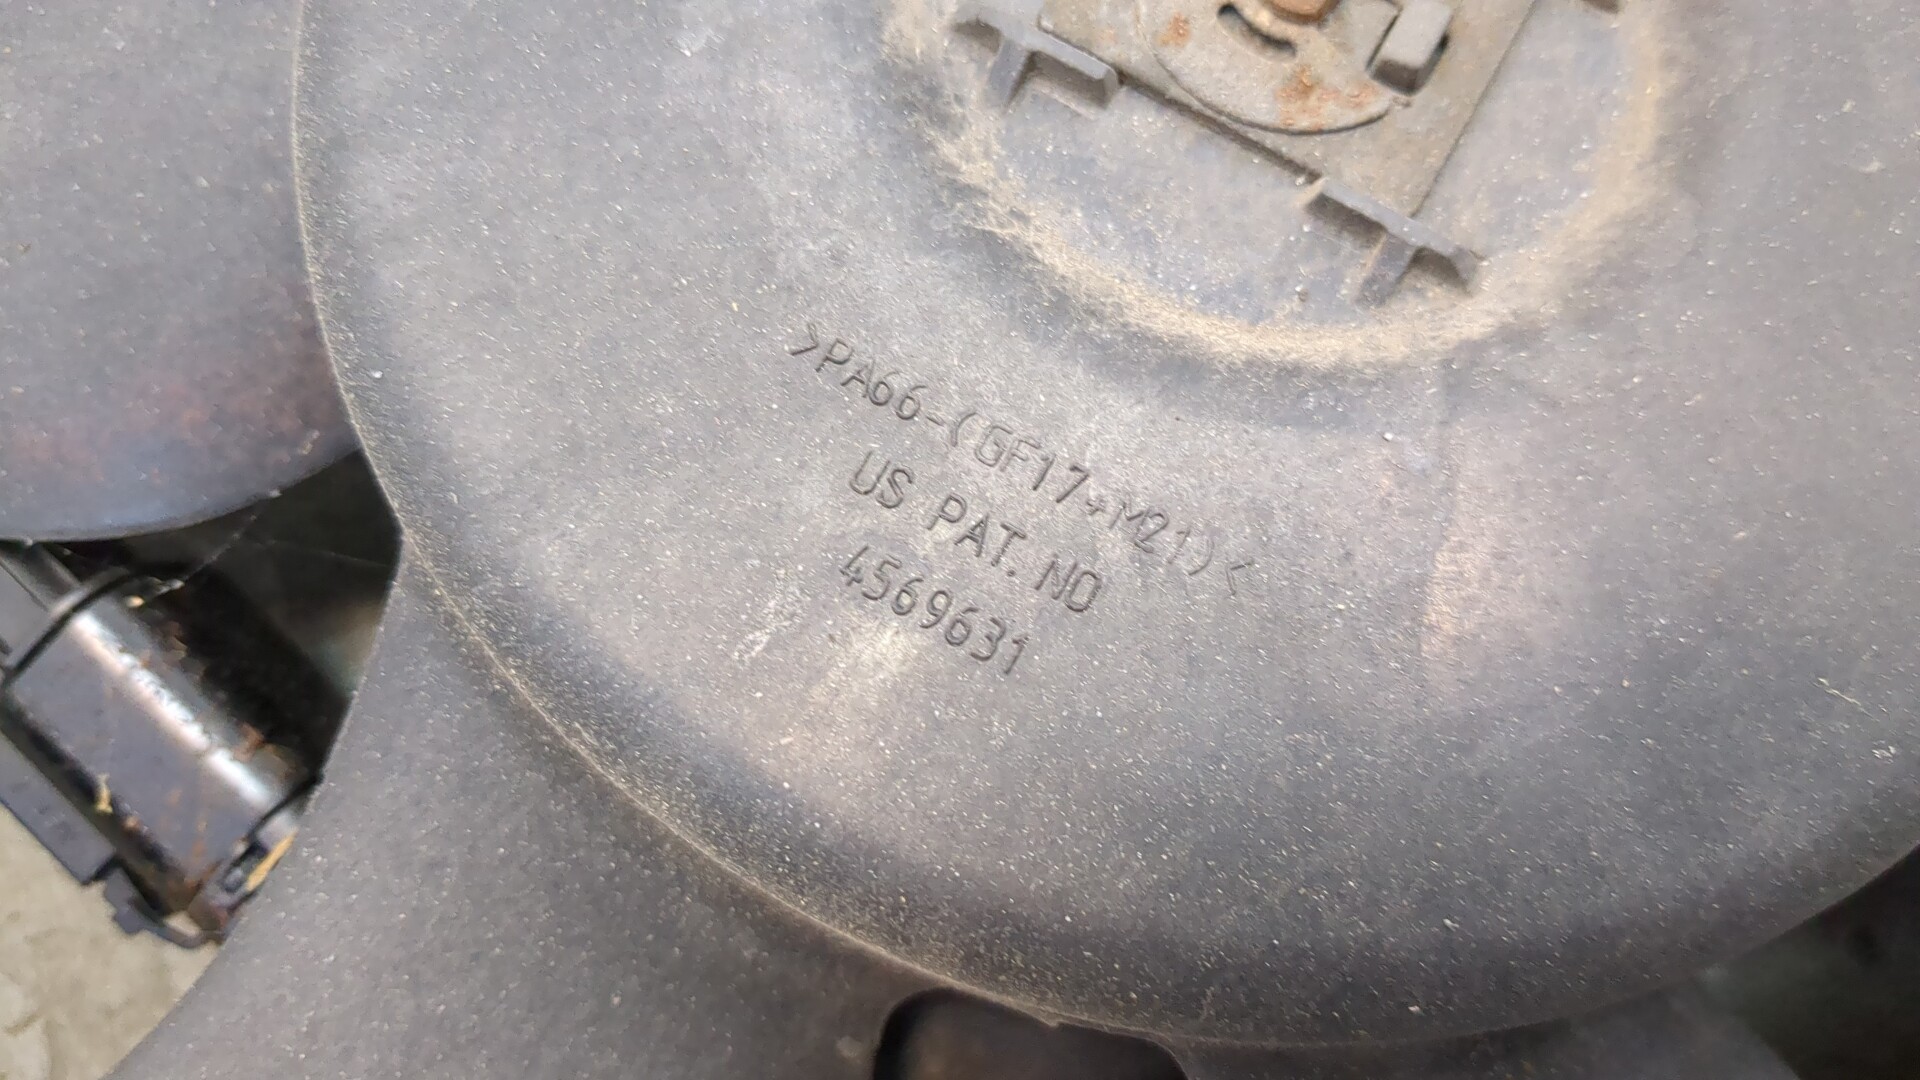 >PA66-(GF17+M21)<
US PAT. NO
4569631